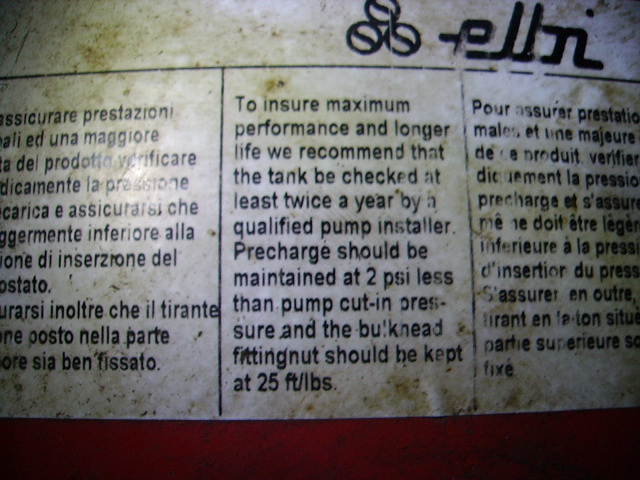 elbi
assicurare prestazioni
ali ed una maggiore
ta del prodotto verificare
dicamente la pressione
carica e assicurarsi che
ggermente inferiore alla
ione di inserzione del
ostato.
urarsi inoltre che il tirante
one posto nella parte
ore sia ben fissato.
To insure maximum
performance and longer
life we recommend that
the tank be checked at
least twice a year by a
qualified pump installer.
Precharge should be
maintained at 2 psi less
than pump cut-in pres-
sure and the bulkhead
fittingnut should be kept
at 25 ft/lbs.
Pour assurer prestatio
males et une majeure
de ce produit, verifier
diquement la pressio
precharge et s'assure
mê ne doit être légèr
inferieure à la press
d'insertion du press
S'assurer en outre,
tirant en laiton situé
partie superieure so
fixé